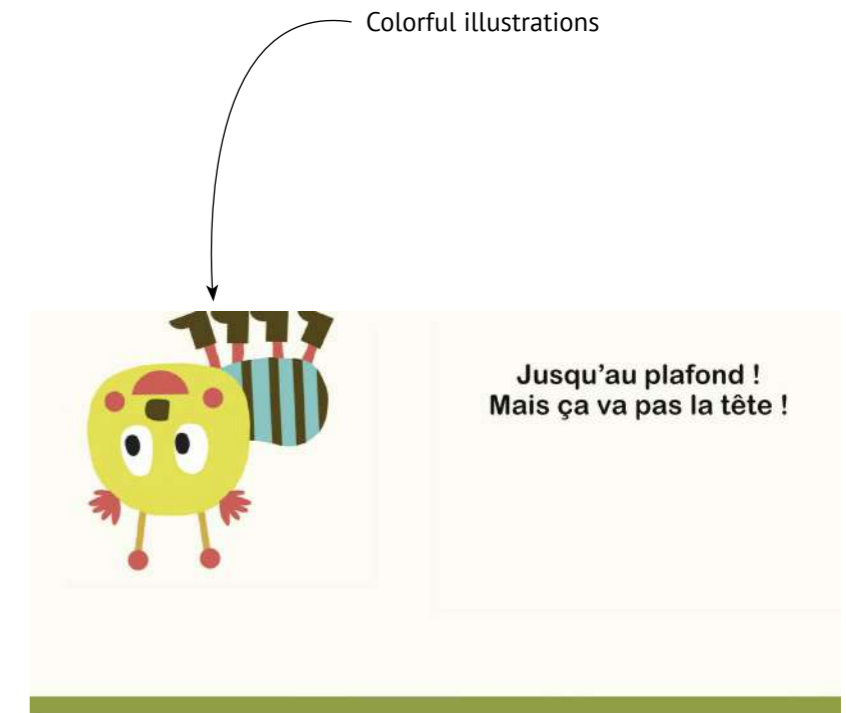 Colorful illustrations
Jusqu'au plafond !
Mais ça va pas la tête !